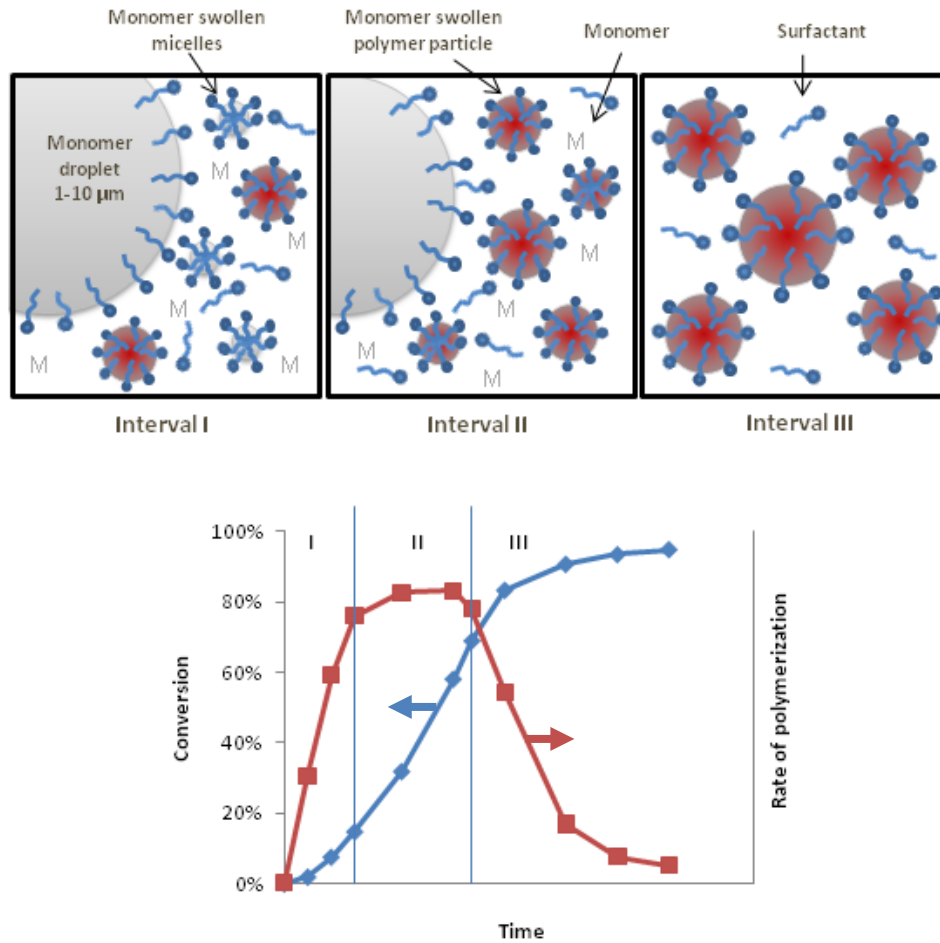 Monomer swollen
micelles
Monomer swollen
polymer particle
Monomer
Surfactant
Monomer
droplet
1-10 µm
M
M
M
M
M
M
M
M
M
M
Interval I
Interval II
Interval III
100%
80%
60%
40%
20%
0%
I
II
III
Conversion
Rate of polymerization
Time